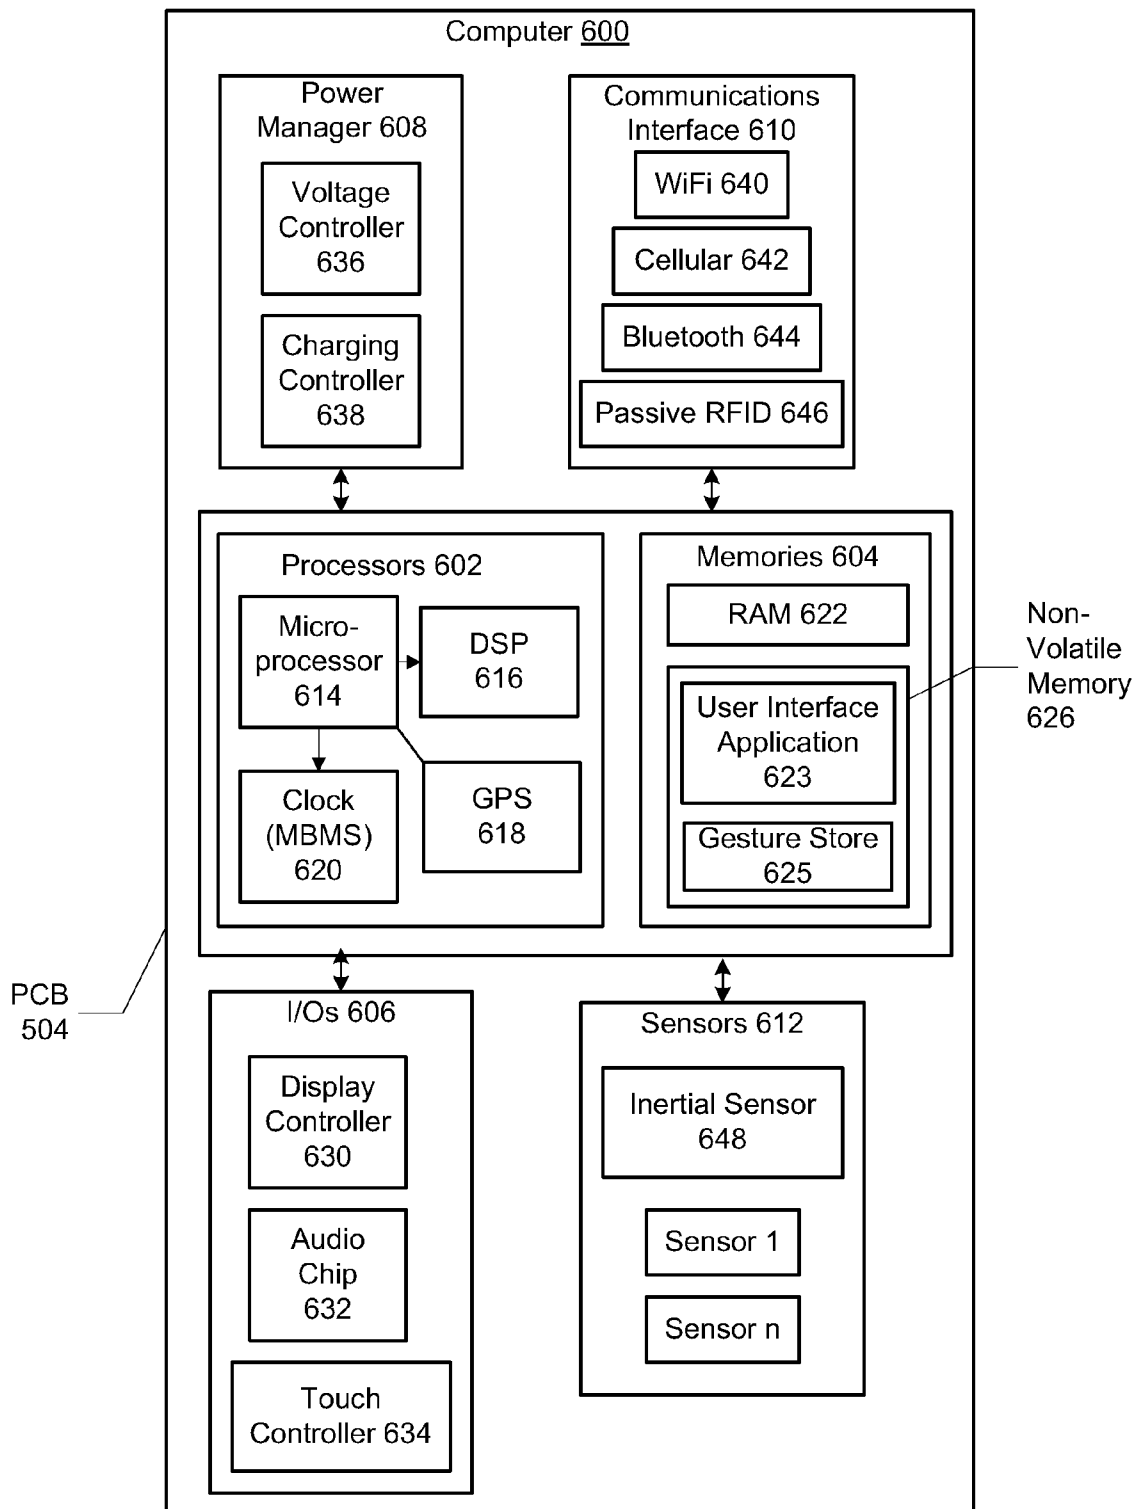 Computer 600
Power
Manager 608
Voltage
Controller
636
Charging
Controller
638
Communications
Interface 610
WiFi 640
Cellular 642
Bluetooth 644
Passive RFID 646
Processors 602
Micro-
processor
614
DSP
616
Clock
(MBMS)
620
GPS
618
Memories 604
RAM 622
User Interface
Application
623
Gesture Store
625
Non-
Volatile
Memory
626
PCB
504
I/Os 606
Display
Controller
630
Audio
Chip
632
Touch
Controller 634
Sensors 612
Inertial Sensor
648
Sensor 1
Sensor n